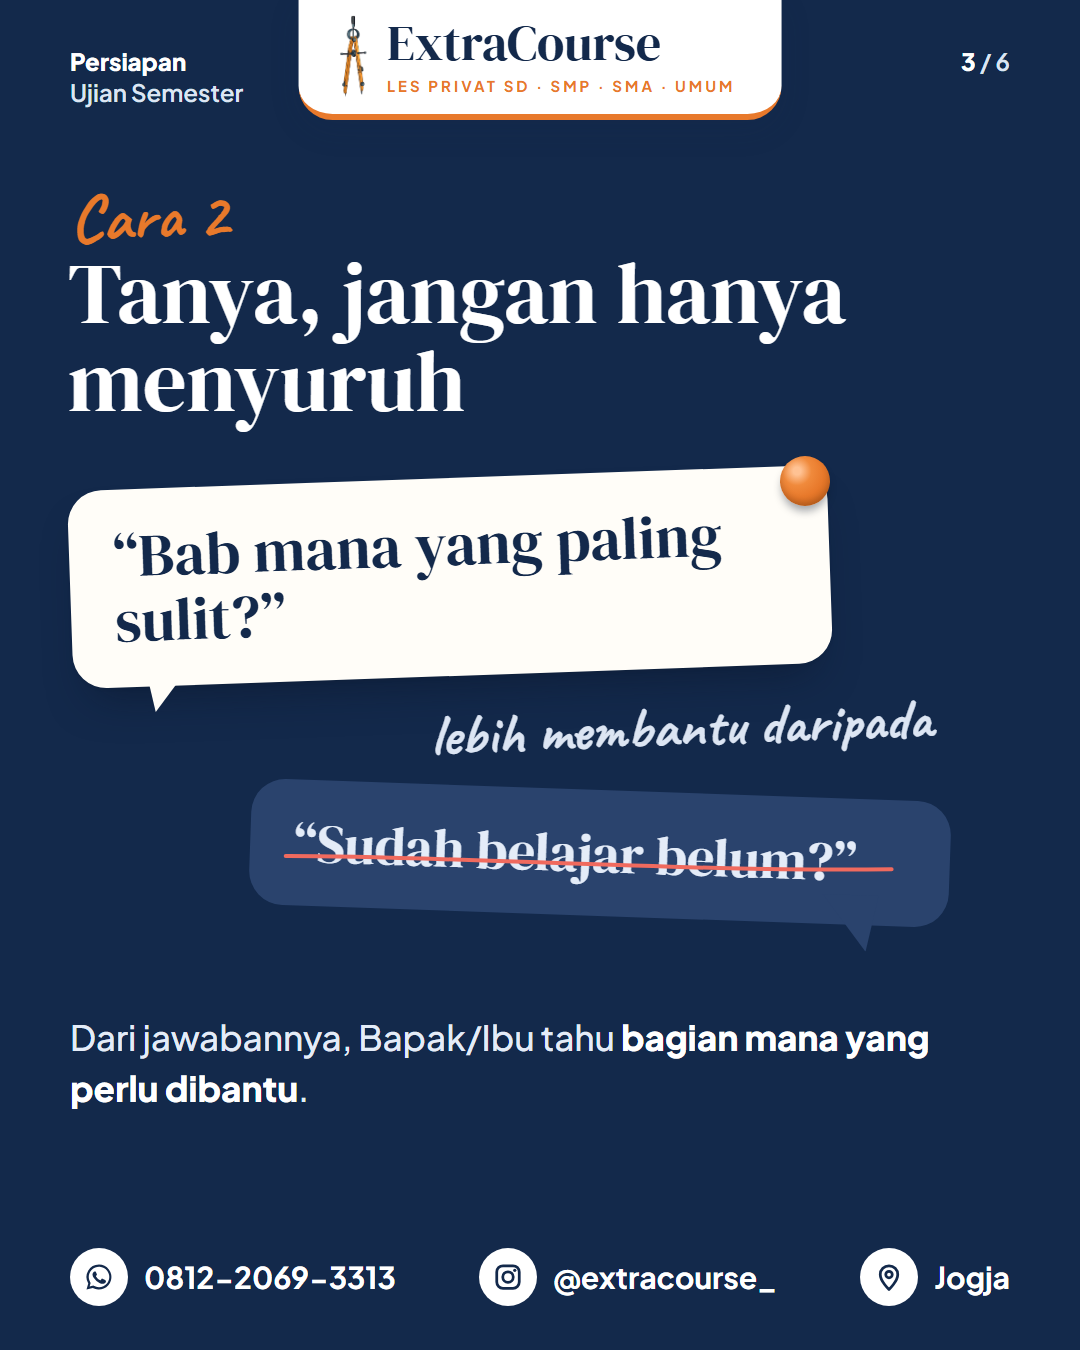 Persiapan
Ujian Semester
ExtraCourse
LES PRIVAT SD · SMP · SMA · UMUM
3 / 6
Cara 2
Tanya, jangan hanya
menyuruh
“Bab mana yang paling
sulit?”
lebih membantu daripada
“Sudah belajar belum?”
Dari jawabannya, Bapak/Ibu tahu bagian mana yang
perlu dibantu.
0812-2069-3313
@extracourse_
Jogja